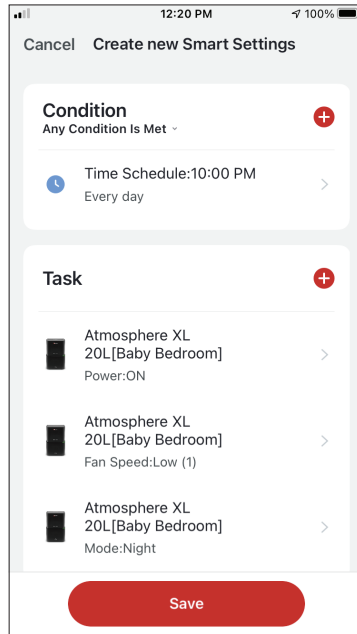 12:20 PM
100%
Cancel Create new Smart Settings
Condition
Any Condition Is Met
Time Schedule:10:00 PM
Every day
Task
Atmosphere XL
20L[Baby Bedroom]
Power:ON
Atmosphere XL
20L[Baby Bedroom]
Fan Speed:Low (1)
Atmosphere XL
20L[Baby Bedroom]
Mode:Night
Save